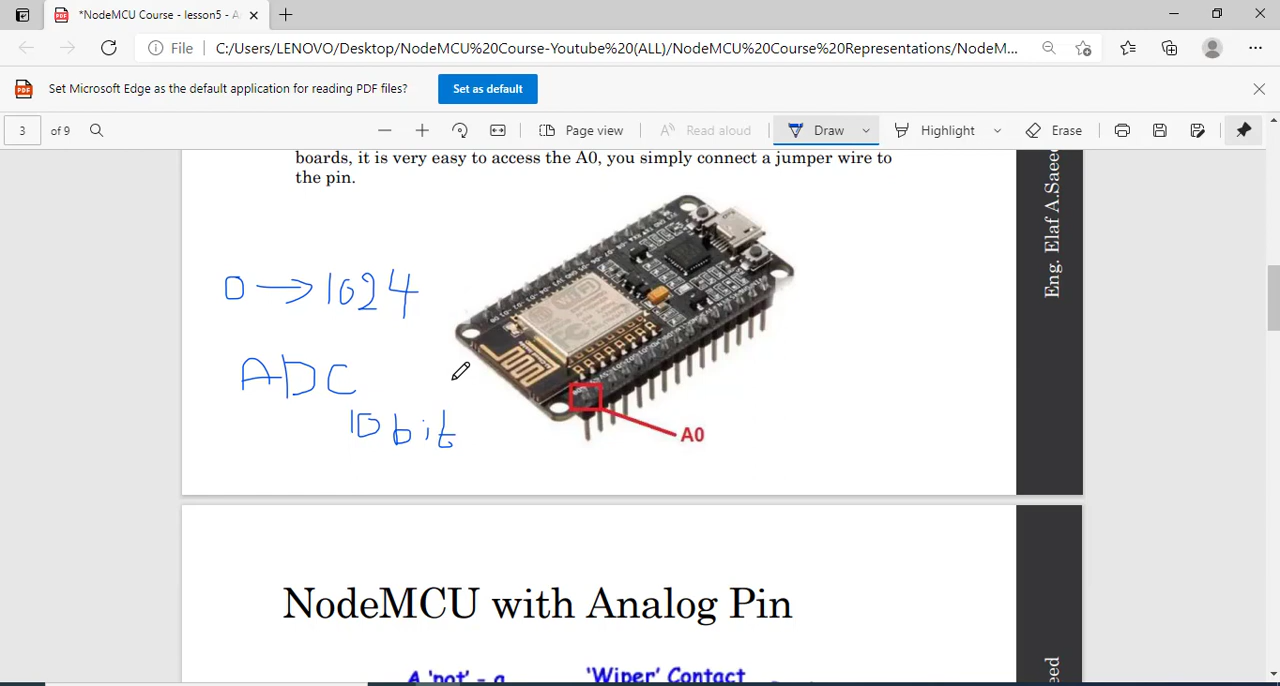 *NodeMCU Course - lesson5 - A
File
C:/Users/LENOVO/Desktop/NodeMCU%20Course-Youtube%20(ALL)/NodeMCU%20Course%20Representations/NodeM...
Set Microsoft Edge as the default application for reading PDF files?
Set as default
3 of 9
Page view
Read aloud
Draw
Highlight
Erase
boards, it is very easy to access the A0, you simply connect a jumper wire to
the pin.
Eng. Elaf A.Saeed
0 → 1024
ADC
10 bit
A0
NodeMCU with Analog Pin
A 'pot' - a
'Wiper' Contact
eed